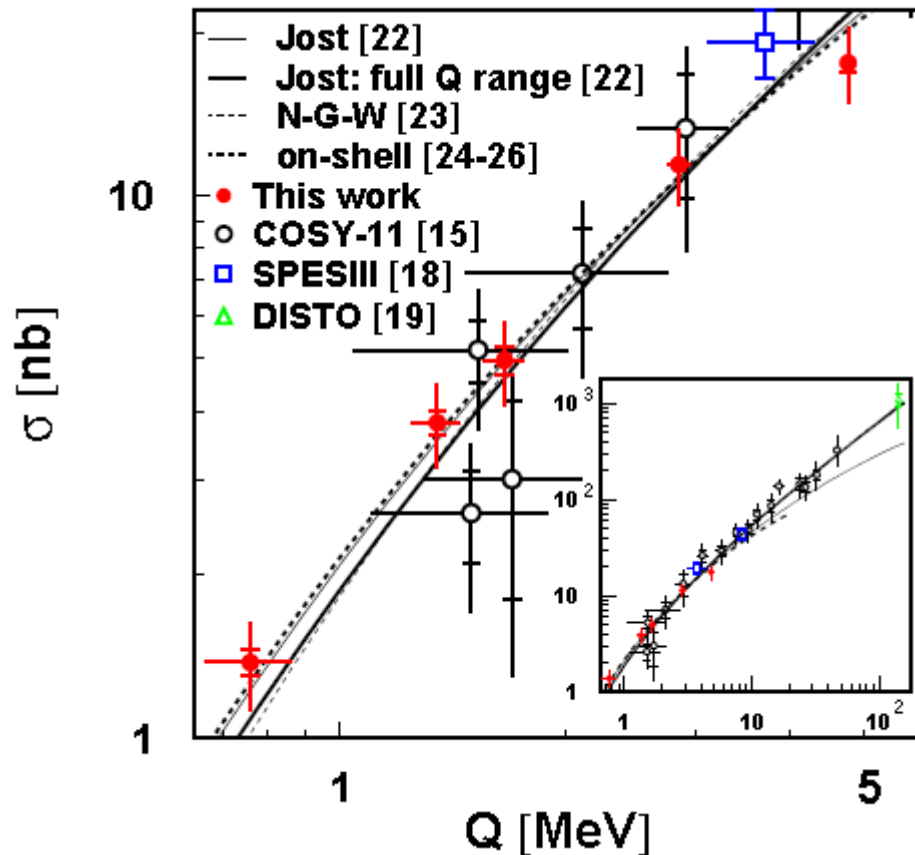 Jost [22]
Jost: full Q range [22]
N-G-W [23]
on-shell [24-26]
This work
COSY-11 [15]
SPESIII [18]
DISTO [19]
10
1
σ [nb]
1
5
Q [MeV]
10³
10²
10
1
1
10
10²